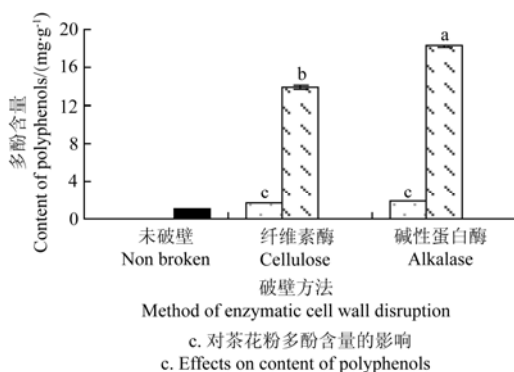 多酚含量
Content of polyphenols/(mg·g⁻¹)
20
16
12
8
4
0
c
b
c
a
未破壁
Non broken
纤维素酶
Cellulose
碱性蛋白酶
Alkalase
破壁方法
Method of enzymatic cell wall disruption
c. 对茶花粉多酚含量的影响
c. Effects on content of polyphenols